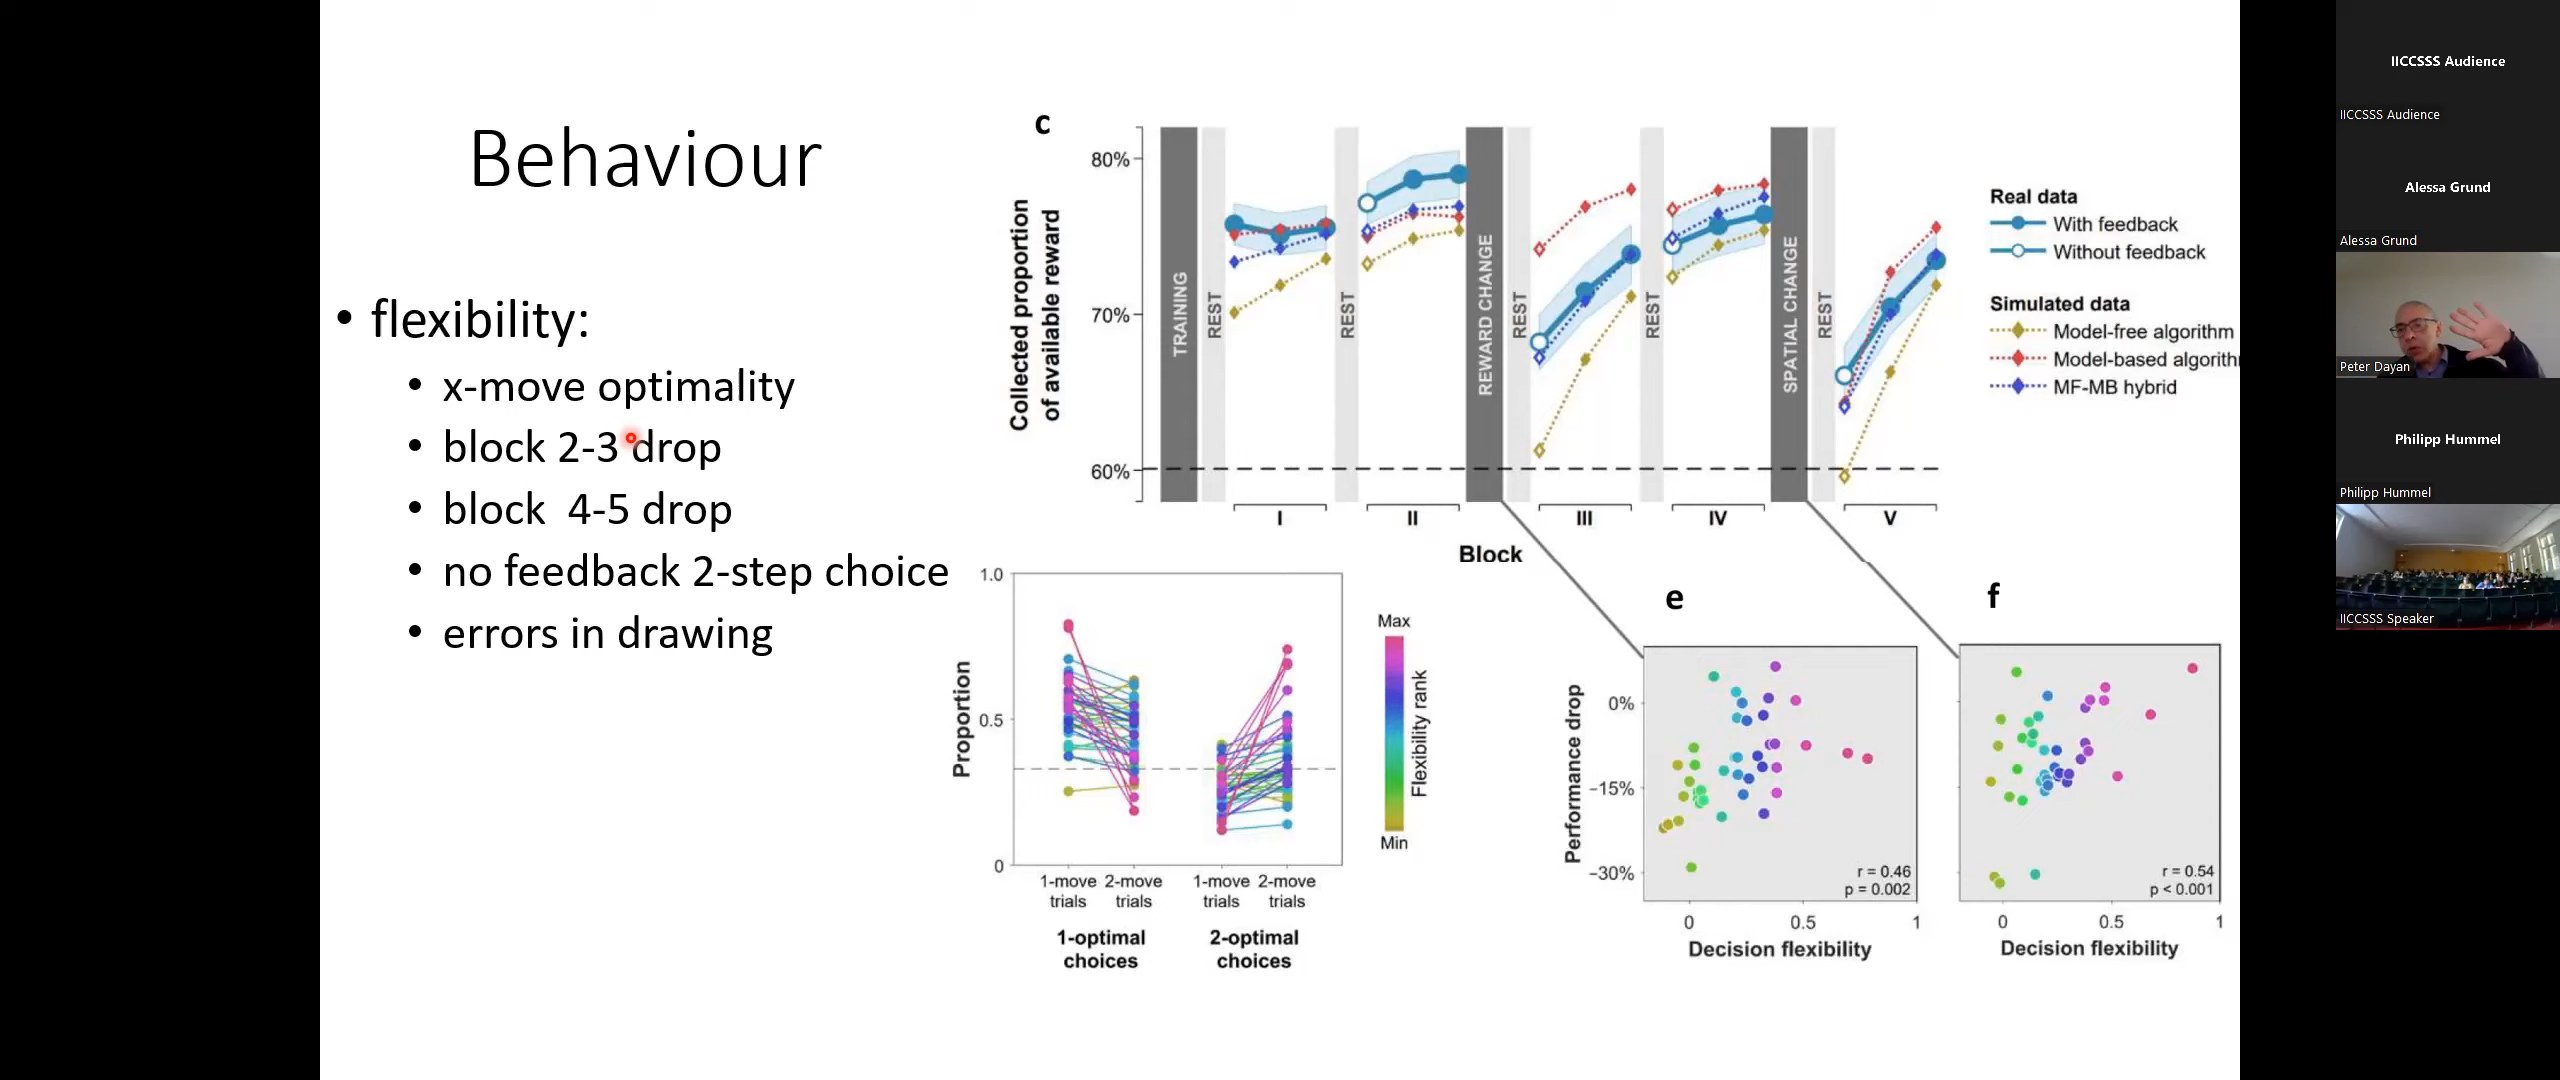 Behaviour
• flexibility:
• x-move optimality
• block 2-3 drop
• block 4-5 drop
• no feedback 2-step choice
• errors in drawing
c
Collected proportion
of available reward
80%
70%
60%
TRAINING
REST
REST
REWARD CHANGE
REST
REST
SPATIAL CHANGE
REST
I
II
III
IV
V
Block
Real data
With feedback
Without feedback
Simulated data
Model-free algorithm
Model-based algorith
MF-MB hybrid
Proportion
1.0
0.5
0
1-move 2-move 1-move 2-move
trials trials trials trials
1-optimal 2-optimal
choices choices
Max
Flexibility rank
Min
e
Performance drop
0%
−15%
−30%
r = 0.46
p = 0.002
0 0.5 1
Decision flexibility
f
r = 0.54
p < 0.001
0 0.5 1
Decision flexibility
IICCSSS Audience
IICCSSS Audience
Alessa Grund
Alessa Grund
Peter Dayan
Philipp Hummel
Philipp Hummel
IICCSSS Speaker